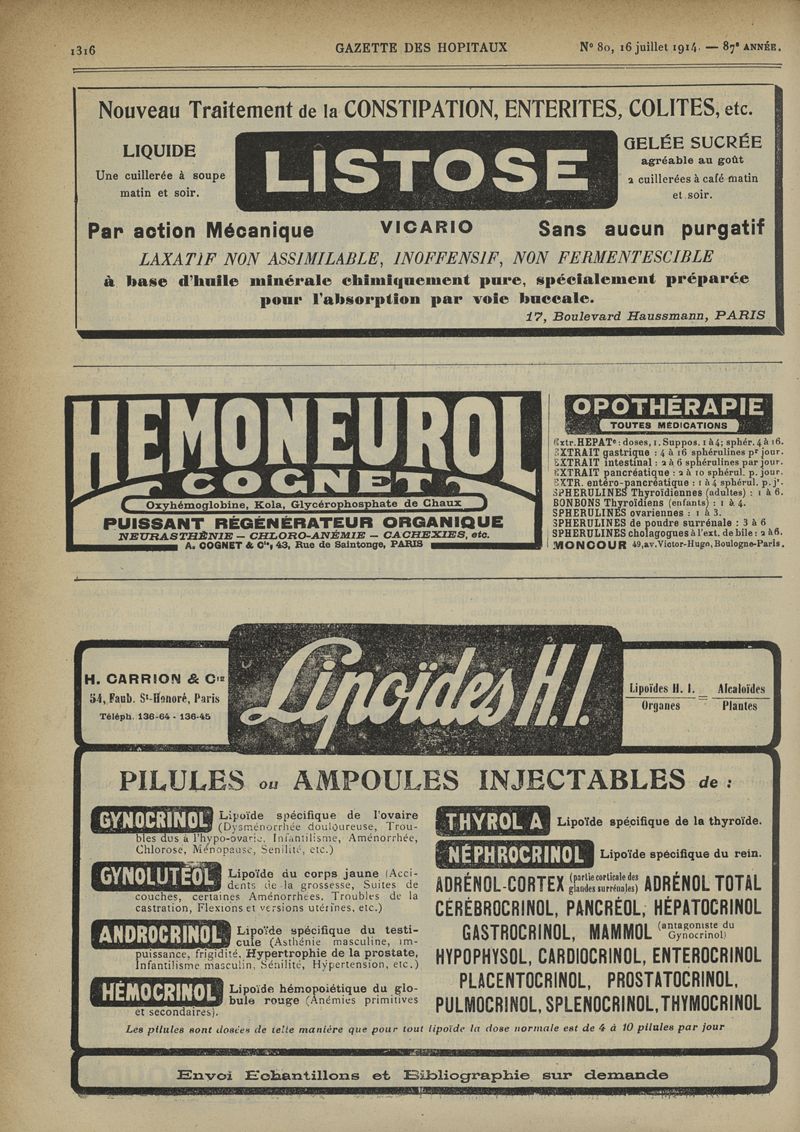 1316 GAZETTE DES HOPITAUX N° 80, 16 juillet 1914. — 87e ANNÉE.
Nouveau Traitement de la CONSTIPATION, ENTERITES, COLITES, etc.
LIQUIDE
Une cuillerée à soupe
matin et soir.
LISTOSE
GELÉE SUCRÉE
agréable au goût
2 cuillerées à café matin
et soir.
Par action Mécanique VICARIO Sans aucun purgatif
LAXATIF NON ASSIMILABLE, INOFFENSIF, NON FERMENTESCIBLE
à base d'huile minérale chimiquement pure, spécialement préparée
pour l'absorption par voie buccale.
17, Boulevard Haussmann, PARIS
HEMONEUROL
COGNET
Oxyhémoglobine, Kola, Glycérophosphate de Chaux
PUISSANT RÉGÉNÉRATEUR ORGANIQUE
NEURASTHÉNIE — CHLORO-ANÉMIE — CACHEXIES, etc.
A. COGNET & Cie, 43, Rue de Saintonge, PARIS
OPOTHÉRAPIE
TOUTES MÉDICATIONS
Extr. HEPATe: doses, 1. Suppos. 1 à 4; sphér. 4 à 16.
EXTRAIT gastrique : 4 à 16 sphérulines pr jour.
EXTRAIT intestinal : 2 à 6 sphérulines par jour.
EXTRAIT pancréatique : 2 à 10 sphérul. p. jour.
EXTR. entéro-pancréatique : 1 à 4 sphérul. p. jr.
SPHERULINES Thyroïdiennes (adultes) : 1 à 6.
BONBONS Thyroïdiens (enfants) : 1 à 4.
SPHERULINES ovariennes : 1 à 3.
SPHERULINES de poudre surrénale : 3 à 6
SPHERULINES cholagogues à l'ext. de bile : 2 à 6.
MONCOUR 49, av. Victor-Hugo, Boulogne-Paris.
H. CARRION & Cie
54, Faub. St-Honoré, Paris
Téléph. 136-64 - 136-45
Lipoïdes H.I.
Lipoïdes H. I. = Alcaloïdes
Organes Plantes
PILULES ou AMPOULES INJECTABLES de :
GYNOCRINOL Lipoïde spécifique de l'ovaire
(Dysménorrhée douloureuse, Trou-
bles dus à l'hypo-ovarie, Infantilisme, Aménorrhée,
Chlorose, Ménopause, Sénilité, etc.)
GYNOLUTÉOL Lipoïde du corps jaune (Acci-
dents de la grossesse, Suites de
couches, certaines Aménorrhées, Troubles de la
castration, Flexions et versions utérines, etc.)
ANDROCRINOL Lipoïde spécifique du testi-
cule (Asthénie masculine, im-
puissance, frigidité, Hypertrophie de la prostate,
Infantilisme masculin, Sénilité, Hypertension, etc.)
HÉMOCRINOL Lipoïde hémopoiétique du glo-
bule rouge (Anémies primitives
et secondaires).
THYROL A Lipoïde spécifique de la thyroïde.
NÉPHROCRINOL Lipoïde spécifique du rein.
ADRÉNOL-CORTEX (partie corticale des glandes surrénales) ADRÉNOL TOTAL
CÉRÉBROCRINOL, PANCRÉOL, HÉPATOCRINOL
GASTROCRINOL, MAMMOL (antagoniste du Gynocrinol)
HYPOPHYSOL, CARDIOCRINOL, ENTEROCRINOL
PLACENTOCRINOL, PROSTATOCRINOL,
PULMOCRINOL, SPLENOCRINOL, THYMOCRINOL
Les pilules sont dosées de telle manière que pour tout lipoïde la dose normale est de 4 à 10 pilules par jour
Envoi Echantillons et Bibliographie sur demande